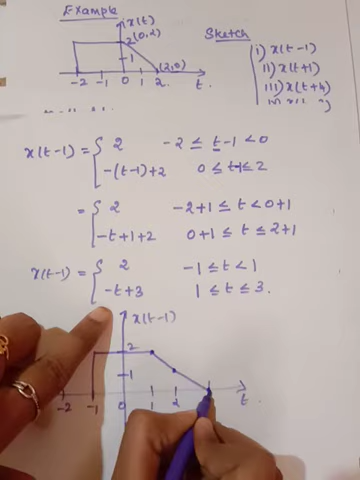 Example
x(t)
2 (0,2)
1
(2,0)
-2 -1 0 1 2 t.
Sketch
i) x(t-1)
ii) x(t+1)
iii) x(t+4)
x(t-1) = { 2 -2 ≤ t-1 < 0
-(t-1)+2 0 ≤ t-1 ≤ 2
= { 2 -2+1 ≤ t < 0+1
-t+1+2 0+1 ≤ t ≤ 2+1
x(t-1) = { 2 -1 ≤ t < 1
-t+3 1 ≤ t ≤ 3.
x(t-1)
2
1
-2 -1 0 1 2 t.